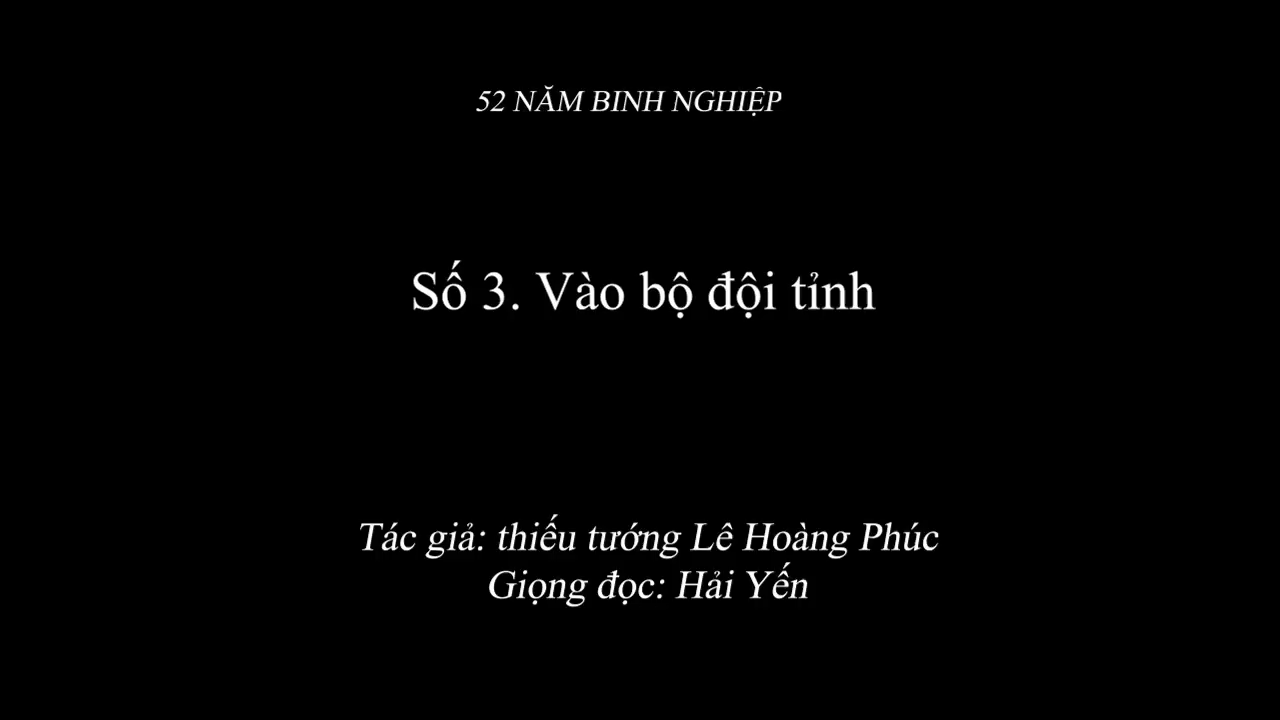 52 NĂM BINH NGHIỆP
Số 3. Vào bộ đội tỉnh
Tác giả: thiếu tướng Lê Hoàng Phúc
Giọng đọc: Hải Yến